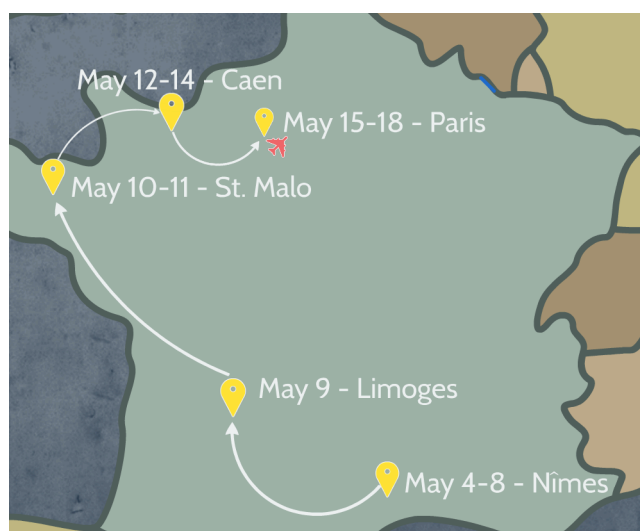 May 12-14 - Caen
May 15-18 - Paris
May 10-11 - St. Malo
May 9 - Limoges
May 4-8 - Nîmes